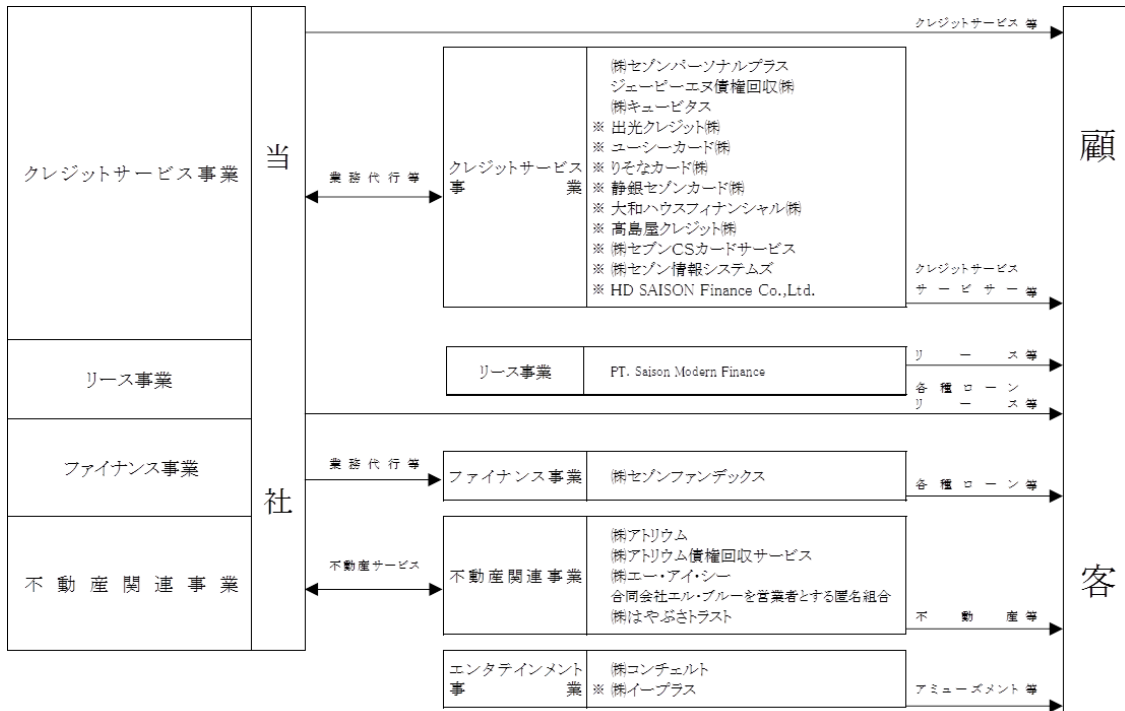 クレジットサービス事業
リース事業
ファイナンス事業
不動産関連事業
当
社
クレジットサービス等
業務代行等
クレジットサービス
事業
㈱セゾンパーソナルプラス
ジェーピーエヌ債権回収㈱
㈱キュービタス
※ 出光クレジット㈱
※ ユーシーカード㈱
※ りそなカード㈱
※ 静銀セゾンカード㈱
※ 大和ハウスフィナンシャル㈱
※ 髙島屋クレジット㈱
※ ㈱セブンCSカードサービス
※ ㈱セゾン情報システムズ
※ HD SAISON Finance Co.,Ltd.
クレジットサービス
サービサー等
リース事業
PT. Saison Modern Finance
リース等
各種ローン
リース等
業務代行等
ファイナンス事業
㈱セゾンファンデックス
各種ローン等
不動産サービス
不動産関連事業
㈱アトリウム
㈱アトリウム債権回収サービス
㈱エー・アイ・シー
合同会社エル・ブルーを営業者とする匿名組合
㈱はやぶさトラスト
不動産等
エンタテインメント
事業
㈱コンチェルト
※ ㈱イープラス
アミューズメント等
顧
客